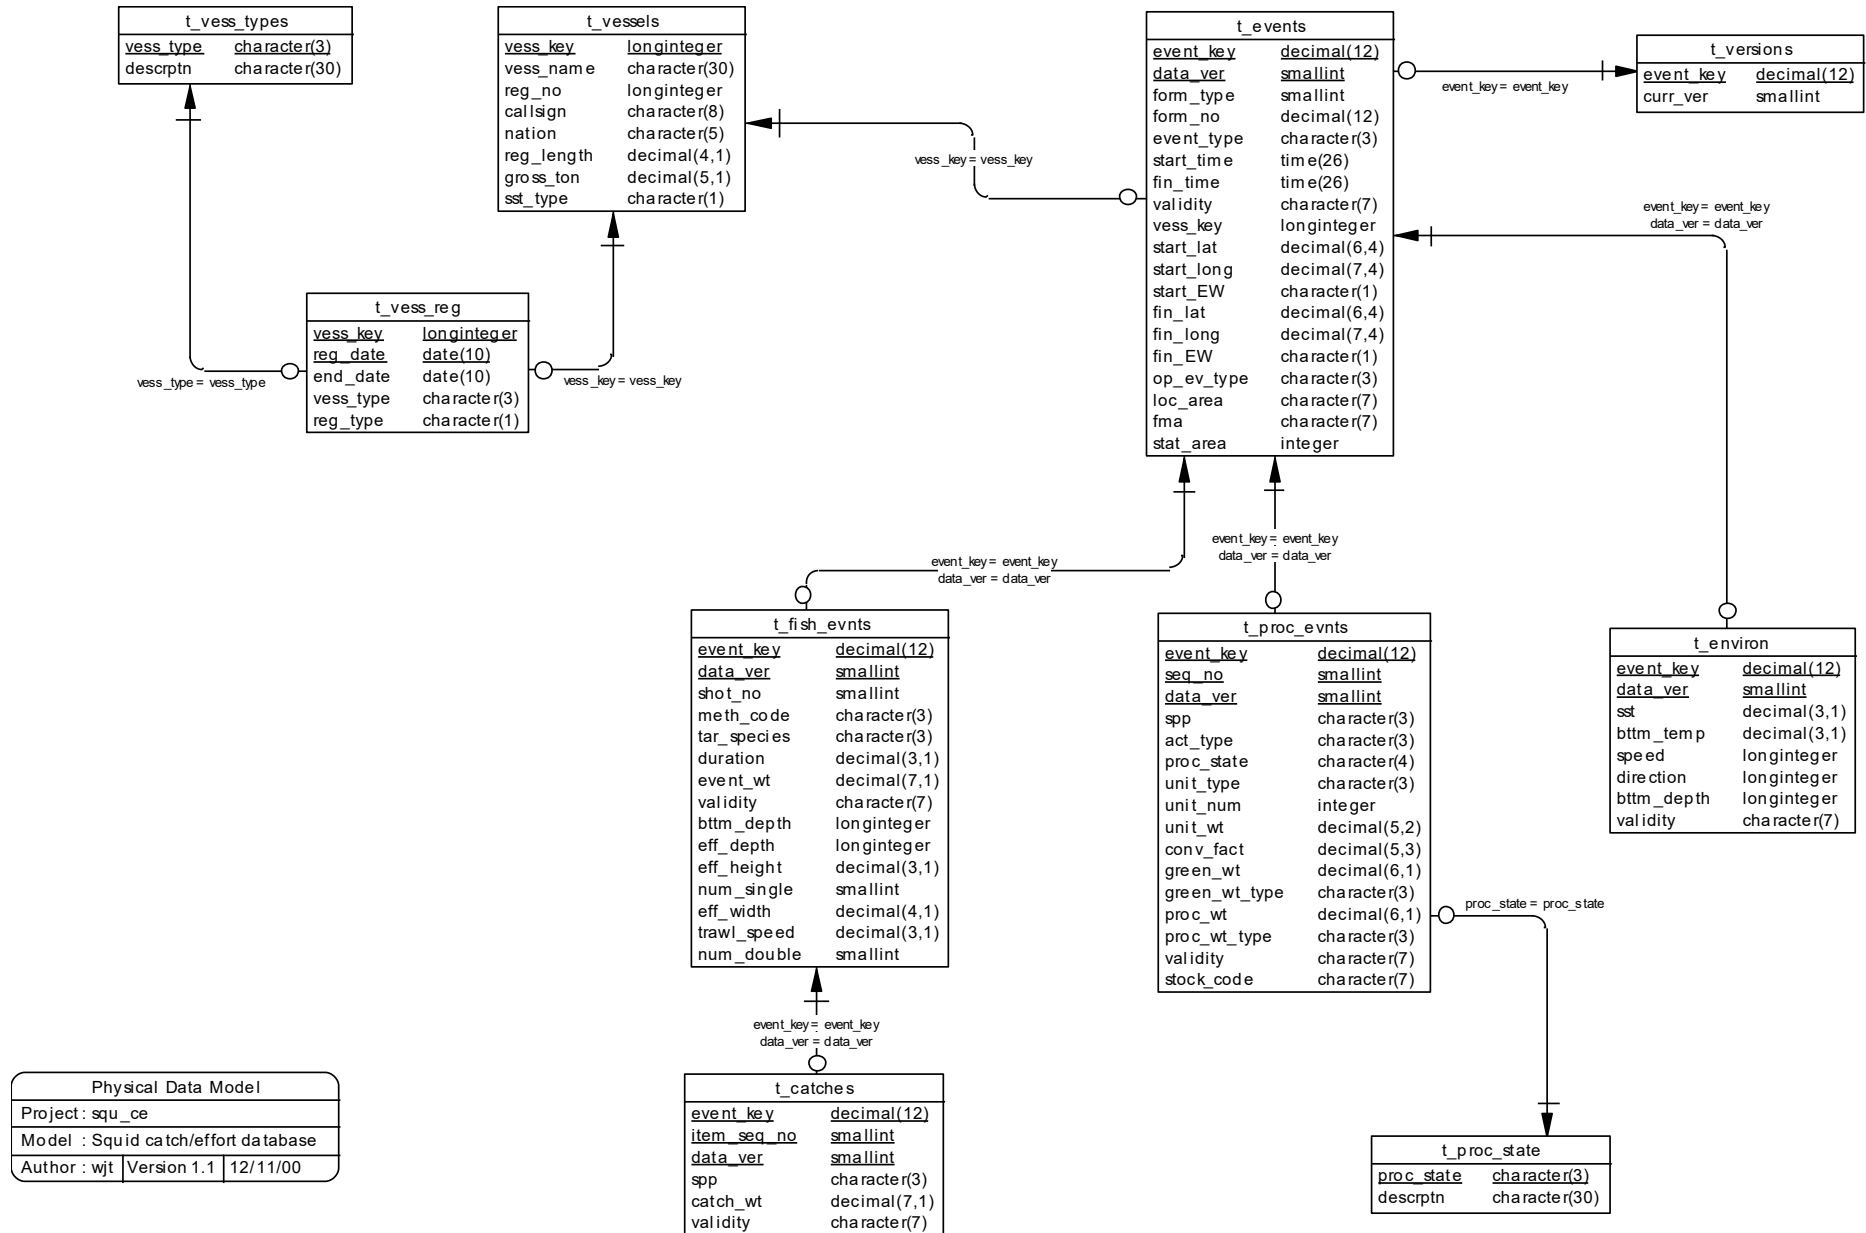 t_vess_types
vess_type character(3)
descrptn character(30)
t_vessels
vess_key longinteger
vess_name character(30)
reg_no longinteger
callsign character(8)
nation character(5)
reg_length decimal(4,1)
gross_ton decimal(5,1)
sst_type character(1)
t_events
event_key decimal(12)
data_ver smallint
form_type smallint
form_no decimal(12)
event_type character(3)
start_time time(26)
fin_time time(26)
validity character(7)
vess_key longinteger
start_lat decimal(6,4)
start_long decimal(7,4)
start_EW character(1)
fin_lat decimal(6,4)
fin_long decimal(7,4)
fin_EW character(1)
op_ev_type character(3)
loc_area character(7)
fma character(7)
stat_area integer
t_versions
event_key decimal(12)
curr_ver smallint
event_key = event_key
vess_key = vess_key
event_key = event_key
data_ver = data_ver
t_vess_reg
vess_key longinteger
reg_date date(10)
end_date date(10)
vess_type character(3)
reg_type character(1)
vess_type = vess_type
vess_key = vess_key
event_key = event_key
data_ver = data_ver
event_key = event_key
data_ver = data_ver
t_fish_evnts
event_key decimal(12)
data_ver smallint
shot_no smallint
meth_code character(3)
tar_species character(3)
duration decimal(3,1)
event_wt decimal(7,1)
validity character(7)
bttm_depth longinteger
eff_depth longinteger
eff_height decimal(3,1)
num_single smallint
eff_width decimal(4,1)
trawl_speed decimal(3,1)
num_double smallint
t_proc_evnts
event_key decimal(12)
seq_no smallint
data_ver smallint
spp character(3)
act_type character(3)
proc_state character(4)
unit_type character(3)
unit_num integer
unit_wt decimal(5,2)
conv_fact decimal(5,3)
green_wt decimal(6,1)
green_wt_type character(3)
proc_wt decimal(6,1)
proc_wt_type character(3)
validity character(7)
stock_code character(7)
t_environ
event_key decimal(12)
data_ver smallint
sst decimal(3,1)
bttm_temp decimal(3,1)
speed longinteger
direction longinteger
bttm_depth longinteger
validity character(7)
proc_state = proc_state
event_key = event_key
data_ver = data_ver
t_catches
event_key decimal(12)
item_seq_no smallint
data_ver smallint
spp character(3)
catch_wt decimal(7,1)
validity character(7)
t_proc_state
proc_state character(3)
descrptn character(30)
Physical Data Model
Project : squ_ce
Model : Squid catch/effort database
Author : wjt Version 1.1 12/11/00